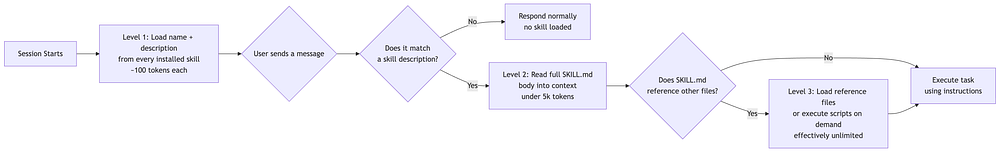 Session Starts
Level 1: Load name +
description
from every installed skill
~100 tokens each
User sends a message
Does it match
a skill description?
No
Respond normally
no skill loaded
Yes
Level 2: Read full SKILL.md
body into context
under 5k tokens
Does SKILL.md
reference other files?
No
Yes
Level 3: Load reference
files
or execute scripts on
demand
effectively unlimited
Execute task
using instructions